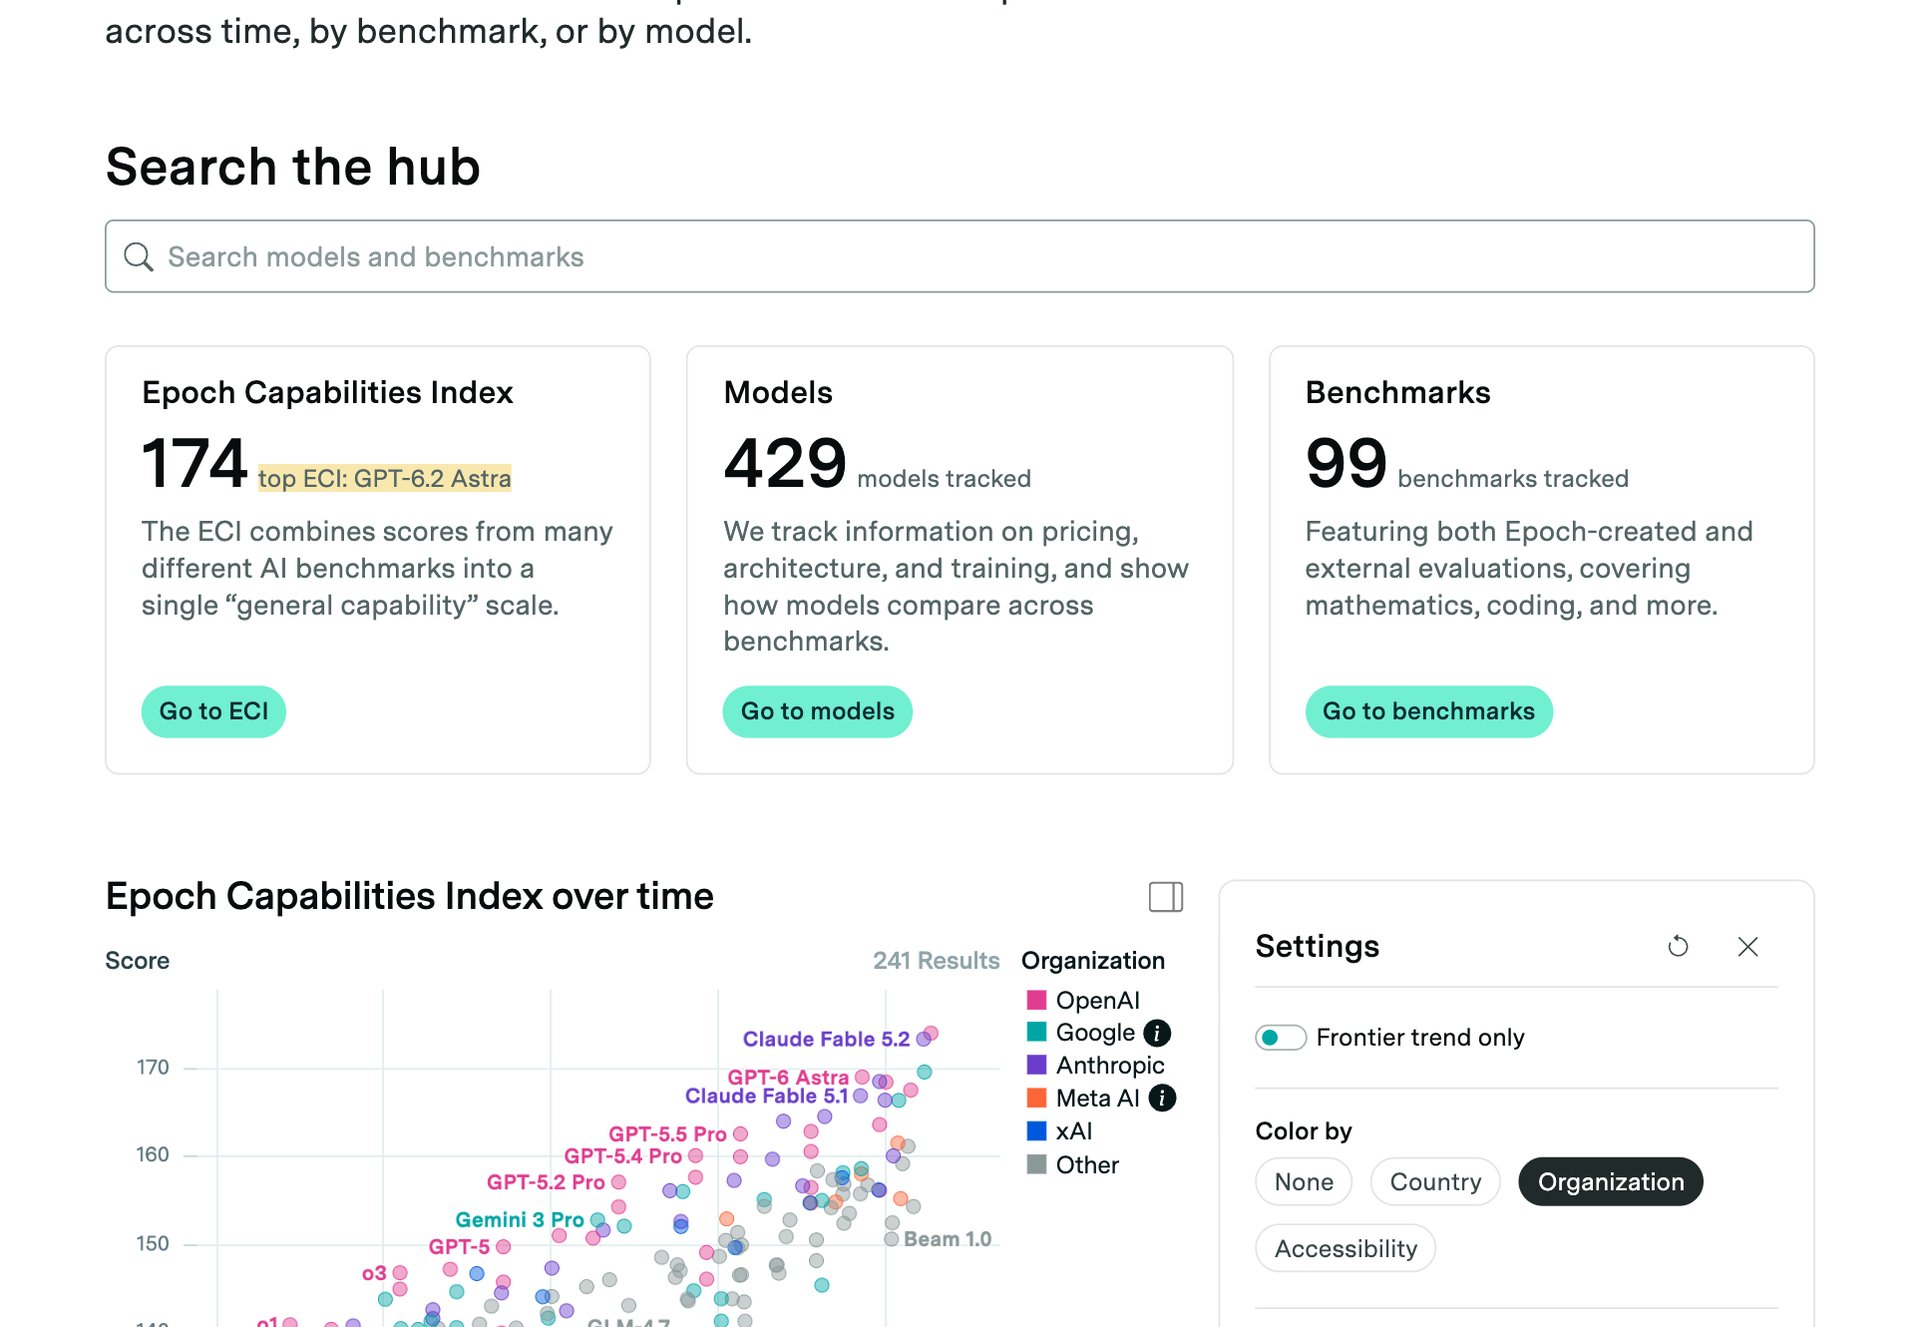 across time, by benchmark, or by model.
Search the hub
Search models and benchmarks
Epoch Capabilities Index
174 top ECI: GPT-6.2 Astra
The ECI combines scores from many
different AI benchmarks into a
single “general capability” scale.
Go to ECI
Models
429 models tracked
We track information on pricing,
architecture, and training, and show
how models compare across
benchmarks.
Go to models
Benchmarks
99 benchmarks tracked
Featuring both Epoch-created and
external evaluations, covering
mathematics, coding, and more.
Go to benchmarks
Epoch Capabilities Index over time
Score
241 Results
170
160
150
Claude Fable 5.2
GPT-6 Astra
Claude Fable 5.1
GPT-5.5 Pro
GPT-5.4 Pro
GPT-5.2 Pro
Gemini 3 Pro
GPT-5
Beam 1.0
o3
o1
GLM-4.7
Organization
OpenAI
Google i
Anthropic
Meta AI i
xAI
Other
Settings
Frontier trend only
Color by
None
Country
Organization
Accessibility